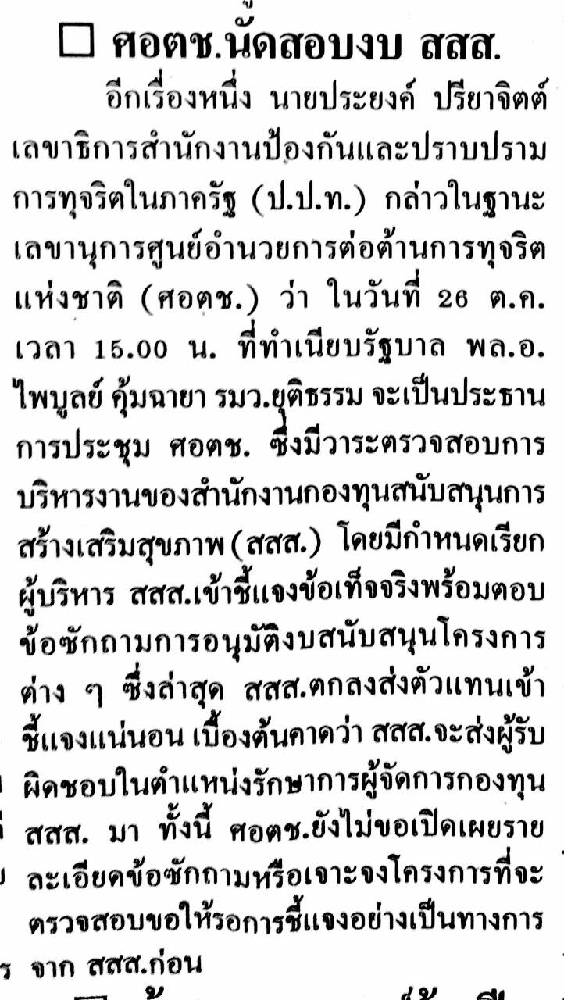 □ ศอตช.นัดสอบงบ สสส.
อีกเรื่องหนึ่ง นายประยงค์ ปรียาจิตต์
เลขาธิการสำนักงานป้องกันและปราบปราม
การทุจริตในภาครัฐ (ป.ป.ท.) กล่าวในฐานะ
เลขานุการศูนย์อำนวยการต่อต้านการทุจริต
แห่งชาติ (ศอตช.) ว่า ในวันที่ 26 ต.ค.
เวลา 15.00 น. ที่ทำเนียบรัฐบาล พล.อ.
ไพบูลย์ คุ้มฉายา รมว.ยุติธรรม จะเป็นประธาน
การประชุม ศอตช. ซึ่งมีวาระตรวจสอบการ
บริหารงานของสำนักงานกองทุนสนับสนุนการ
สร้างเสริมสุขภาพ(สสส.) โดยมีกำหนดเรียก
ผู้บริหาร สสส.เข้าชี้แจงข้อเท็จจริงพร้อมตอบ
ข้อซักถามการอนุมัติงบสนับสนุนโครงการ
ต่าง ๆ ซึ่งล่าสุด สสส.ตกลงส่งตัวแทนเข้า
ชี้แจงแน่นอน เบื้องต้นคาดว่า สสส.จะส่งผู้รับ
ผิดชอบในตำแหน่งรักษาการผู้จัดการกองทุน
สสส. มา ทั้งนี้ ศอตช.ยังไม่ขอเปิดเผยราย
ละเอียดข้อซักถามหรือเจาะจงโครงการที่จะ
ตรวจสอบขอให้รอการชี้แจงอย่างเป็นทางการ
จาก สสส.ก่อน